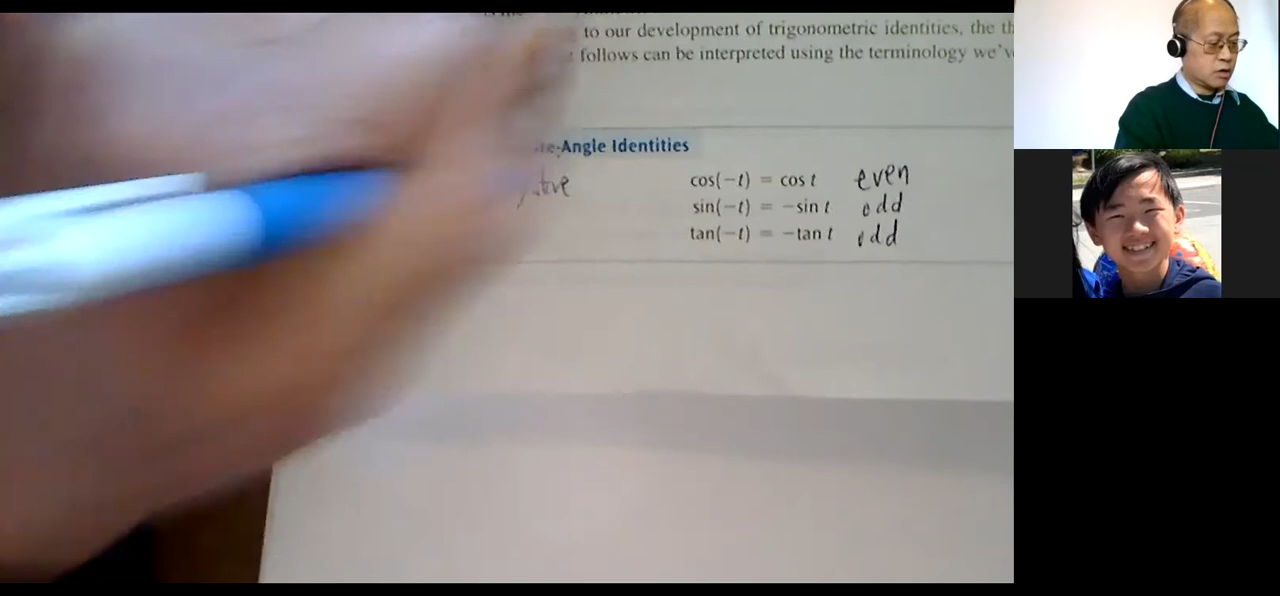 to our development of trigonometric identities, the
follows can be interpreted using the terminology
Angle Identities
cos(−t) = cos t even
sin(−t) = −sin t odd
tan(−t) = −tan t odd